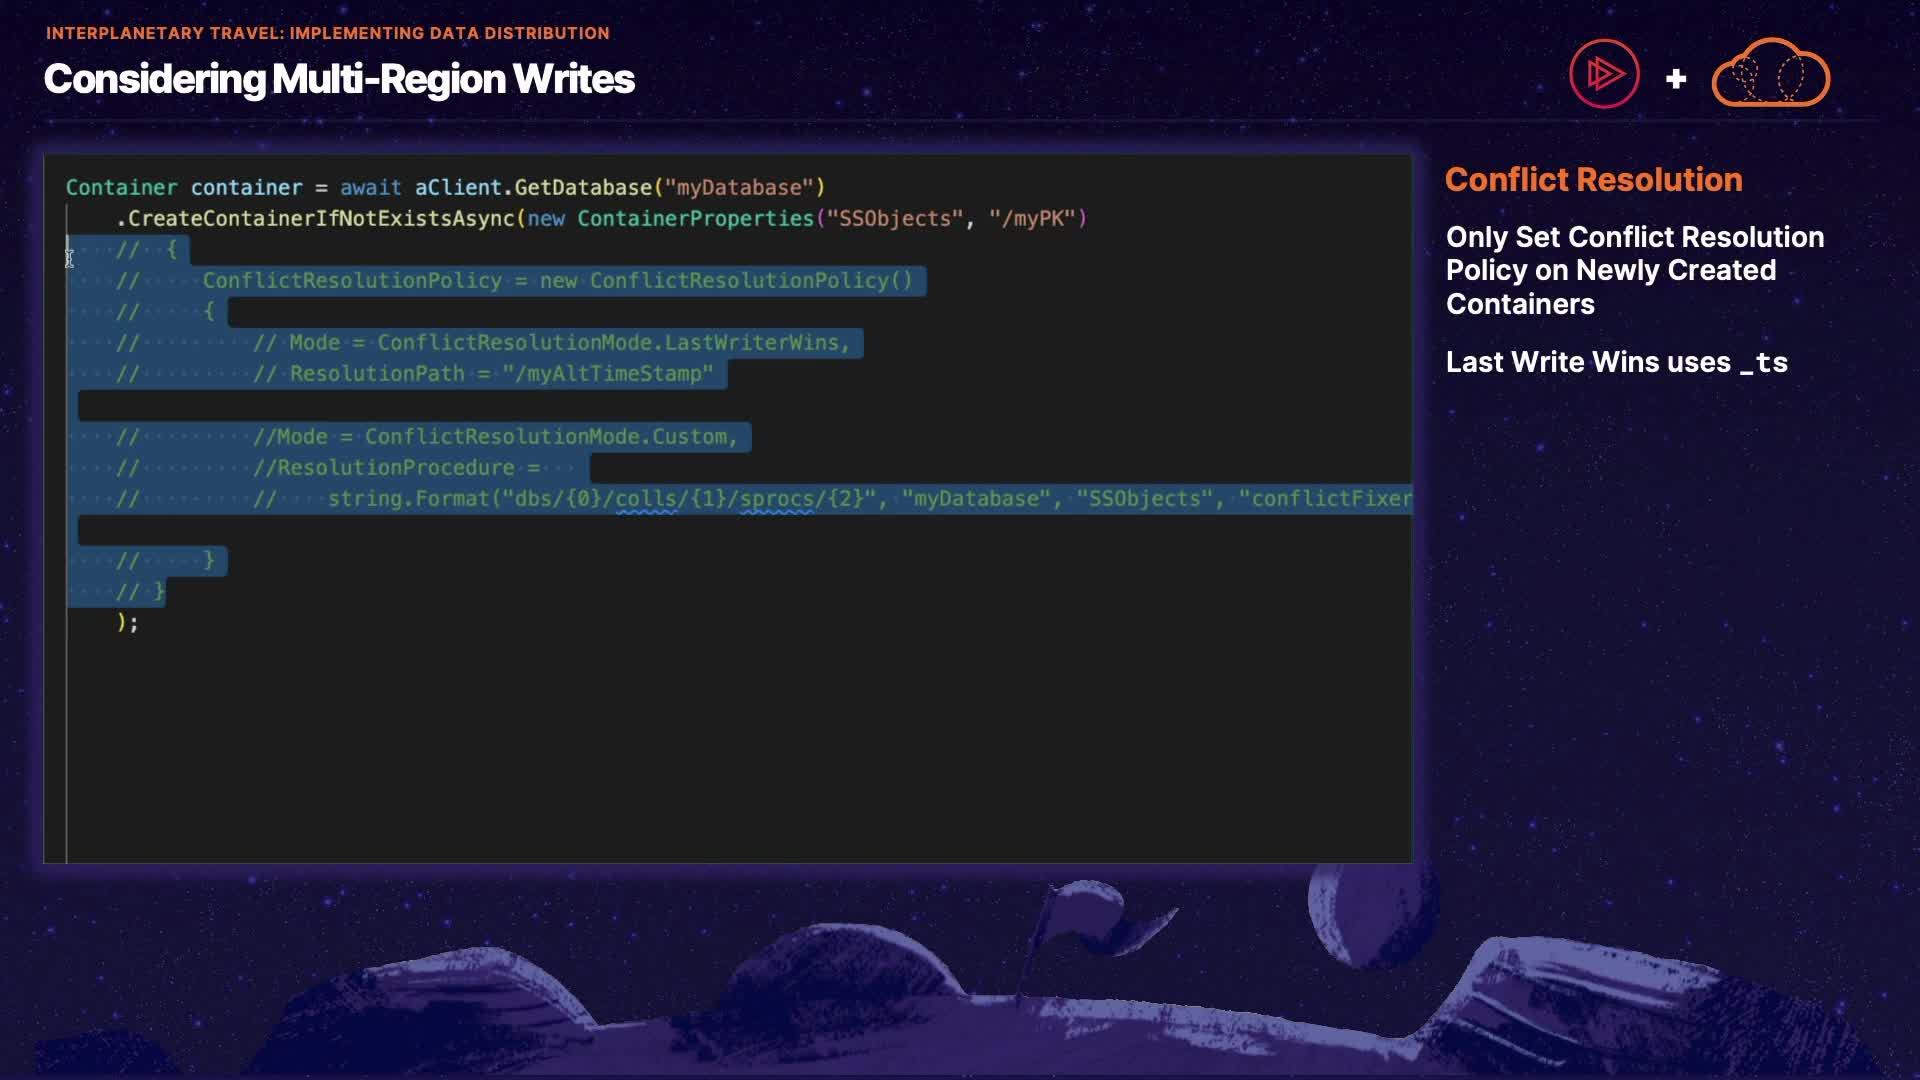 INTERPLANETARY TRAVEL: IMPLEMENTING DATA DISTRIBUTION
Considering Multi-Region Writes
Container container = await aClient.GetDatabase("myDatabase")
    .CreateContainerIfNotExistsAsync(new ContainerProperties("SSObjects", "/myPK")
    //  {
    //     ConflictResolutionPolicy = new ConflictResolutionPolicy()
    //     {
    //         // Mode = ConflictResolutionMode.LastWriterWins,
    //         // ResolutionPath = "/myAltTimeStamp"
    //         //Mode = ConflictResolutionMode.Custom,
    //         //ResolutionProcedure =
    //         //    string.Format("dbs/{0}/colls/{1}/sprocs/{2}", "myDatabase", "SSObjects", "conflictFixer
    //     }
    // }
    );
Conflict Resolution
Only Set Conflict Resolution
Policy on Newly Created
Containers
Last Write Wins uses _ts